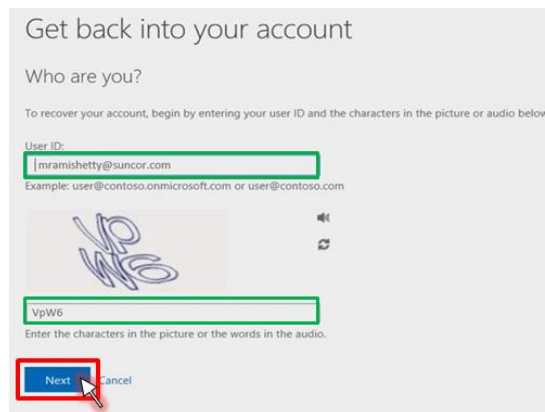 Get back into your account
Who are you?
To recover your account, begin by entering your user ID and the characters in the picture or audio below
User ID:
mramishetty@suncor.com
Example: user@contoso.onmicrosoft.com or user@contoso.com
VP
W6
VpW6
Enter the characters in the picture or the words in the audio.
Next Cancel